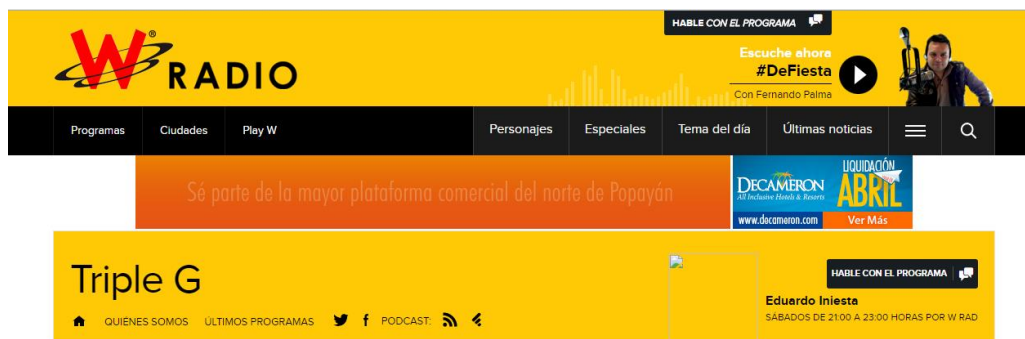 HABLE CON EL PROGRAMA
W® RADIO
Escuche ahora
#DeFiesta
Con Fernando Palma
Programas Ciudades Play W Personajes Especiales Tema del día Últimas noticias
Sé parte de la mayor plataforma comercial del norte de Popayán
DECAMERON
All Inclusive Hotels & Resorts
LIQUIDACIÓN
ABRIL
www.decameron.com Ver Más
Triple G
HABLE CON EL PROGRAMA
Eduardo Iniesta
QUIÉNES SOMOS ÚLTIMOS PROGRAMAS PODCAST:
SÁBADOS DE 21:00 A 23:00 HORAS POR W RAD